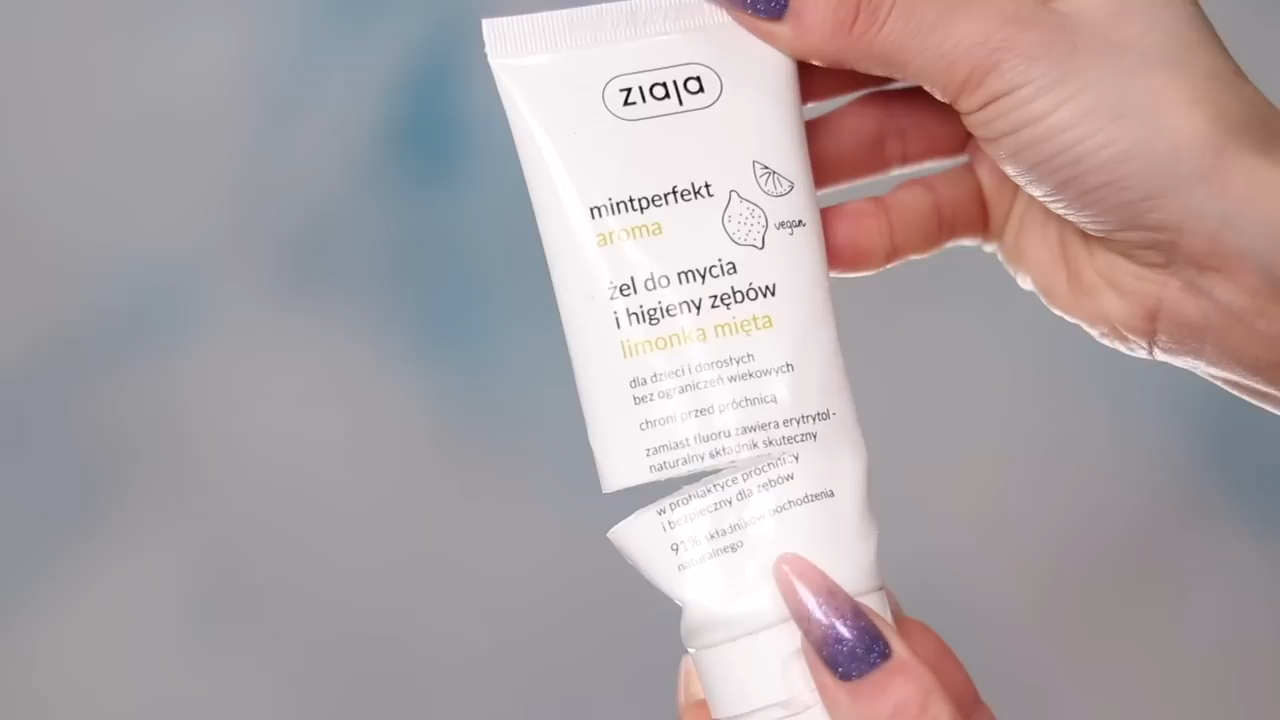 ziaja
mintperfekt
aroma
vegan
żel do mycia
i higieny zębów
limonka mięta
dla dzieci i dorosłych
bez ograniczeń wiekowych
chroni przed próchnicą
zamiast fluoru zawiera erytrytol-
naturalny składnik skuteczny
w profilaktyce próchnicy
i bezpieczny dla zębów
91% składników pochodzenia
naturalnego